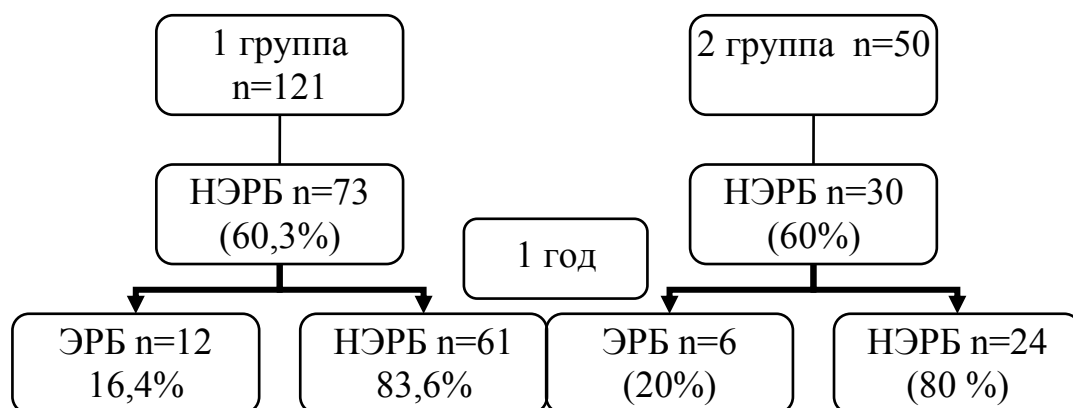 1 группа
n=121
2 группа n=50
НЭРБ n=73
(60,3%)
НЭРБ n=30
(60%)
1 год
ЭРБ n=12
16,4%
НЭРБ n=61
83,6%
ЭРБ n=6
(20%)
НЭРБ n=24
(80 %)